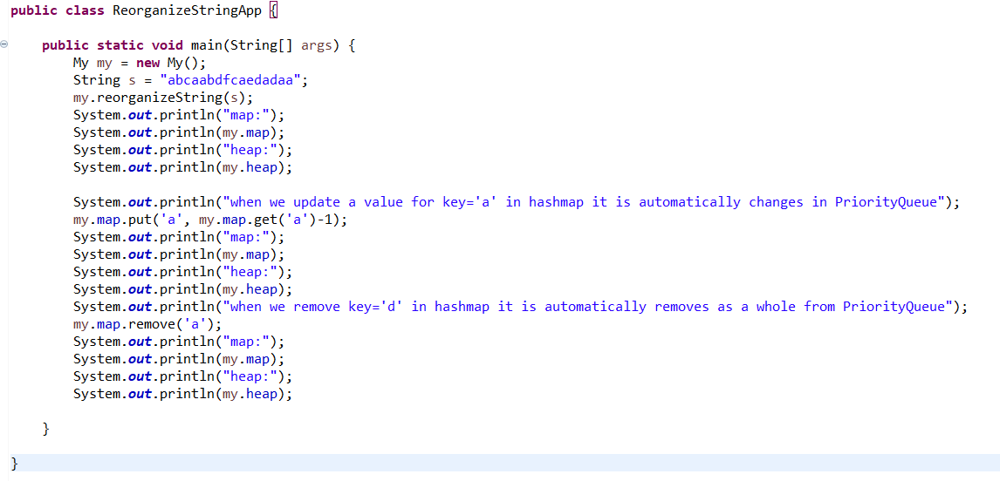 public class ReorganizeStringApp {
public static void main(String[] args) {
My my = new My();
String s = "abcaabdfcaedadaa";
my.reorganizeString(s);
System.out.println("map:");
System.out.println(my.map);
System.out.println("heap:");
System.out.println(my.heap);
System.out.println("when we update a value for key='a' in hashmap it is automatically changes in PriorityQueue");
my.map.put('a', my.map.get('a')-1);
System.out.println("map:");
System.out.println(my.map);
System.out.println("heap:");
System.out.println(my.heap);
System.out.println("when we remove key='d' in hashmap it is automatically removes as a whole from PriorityQueue");
my.map.remove('a');
System.out.println("map:");
System.out.println(my.map);
System.out.println("heap:");
System.out.println(my.heap);
}
}